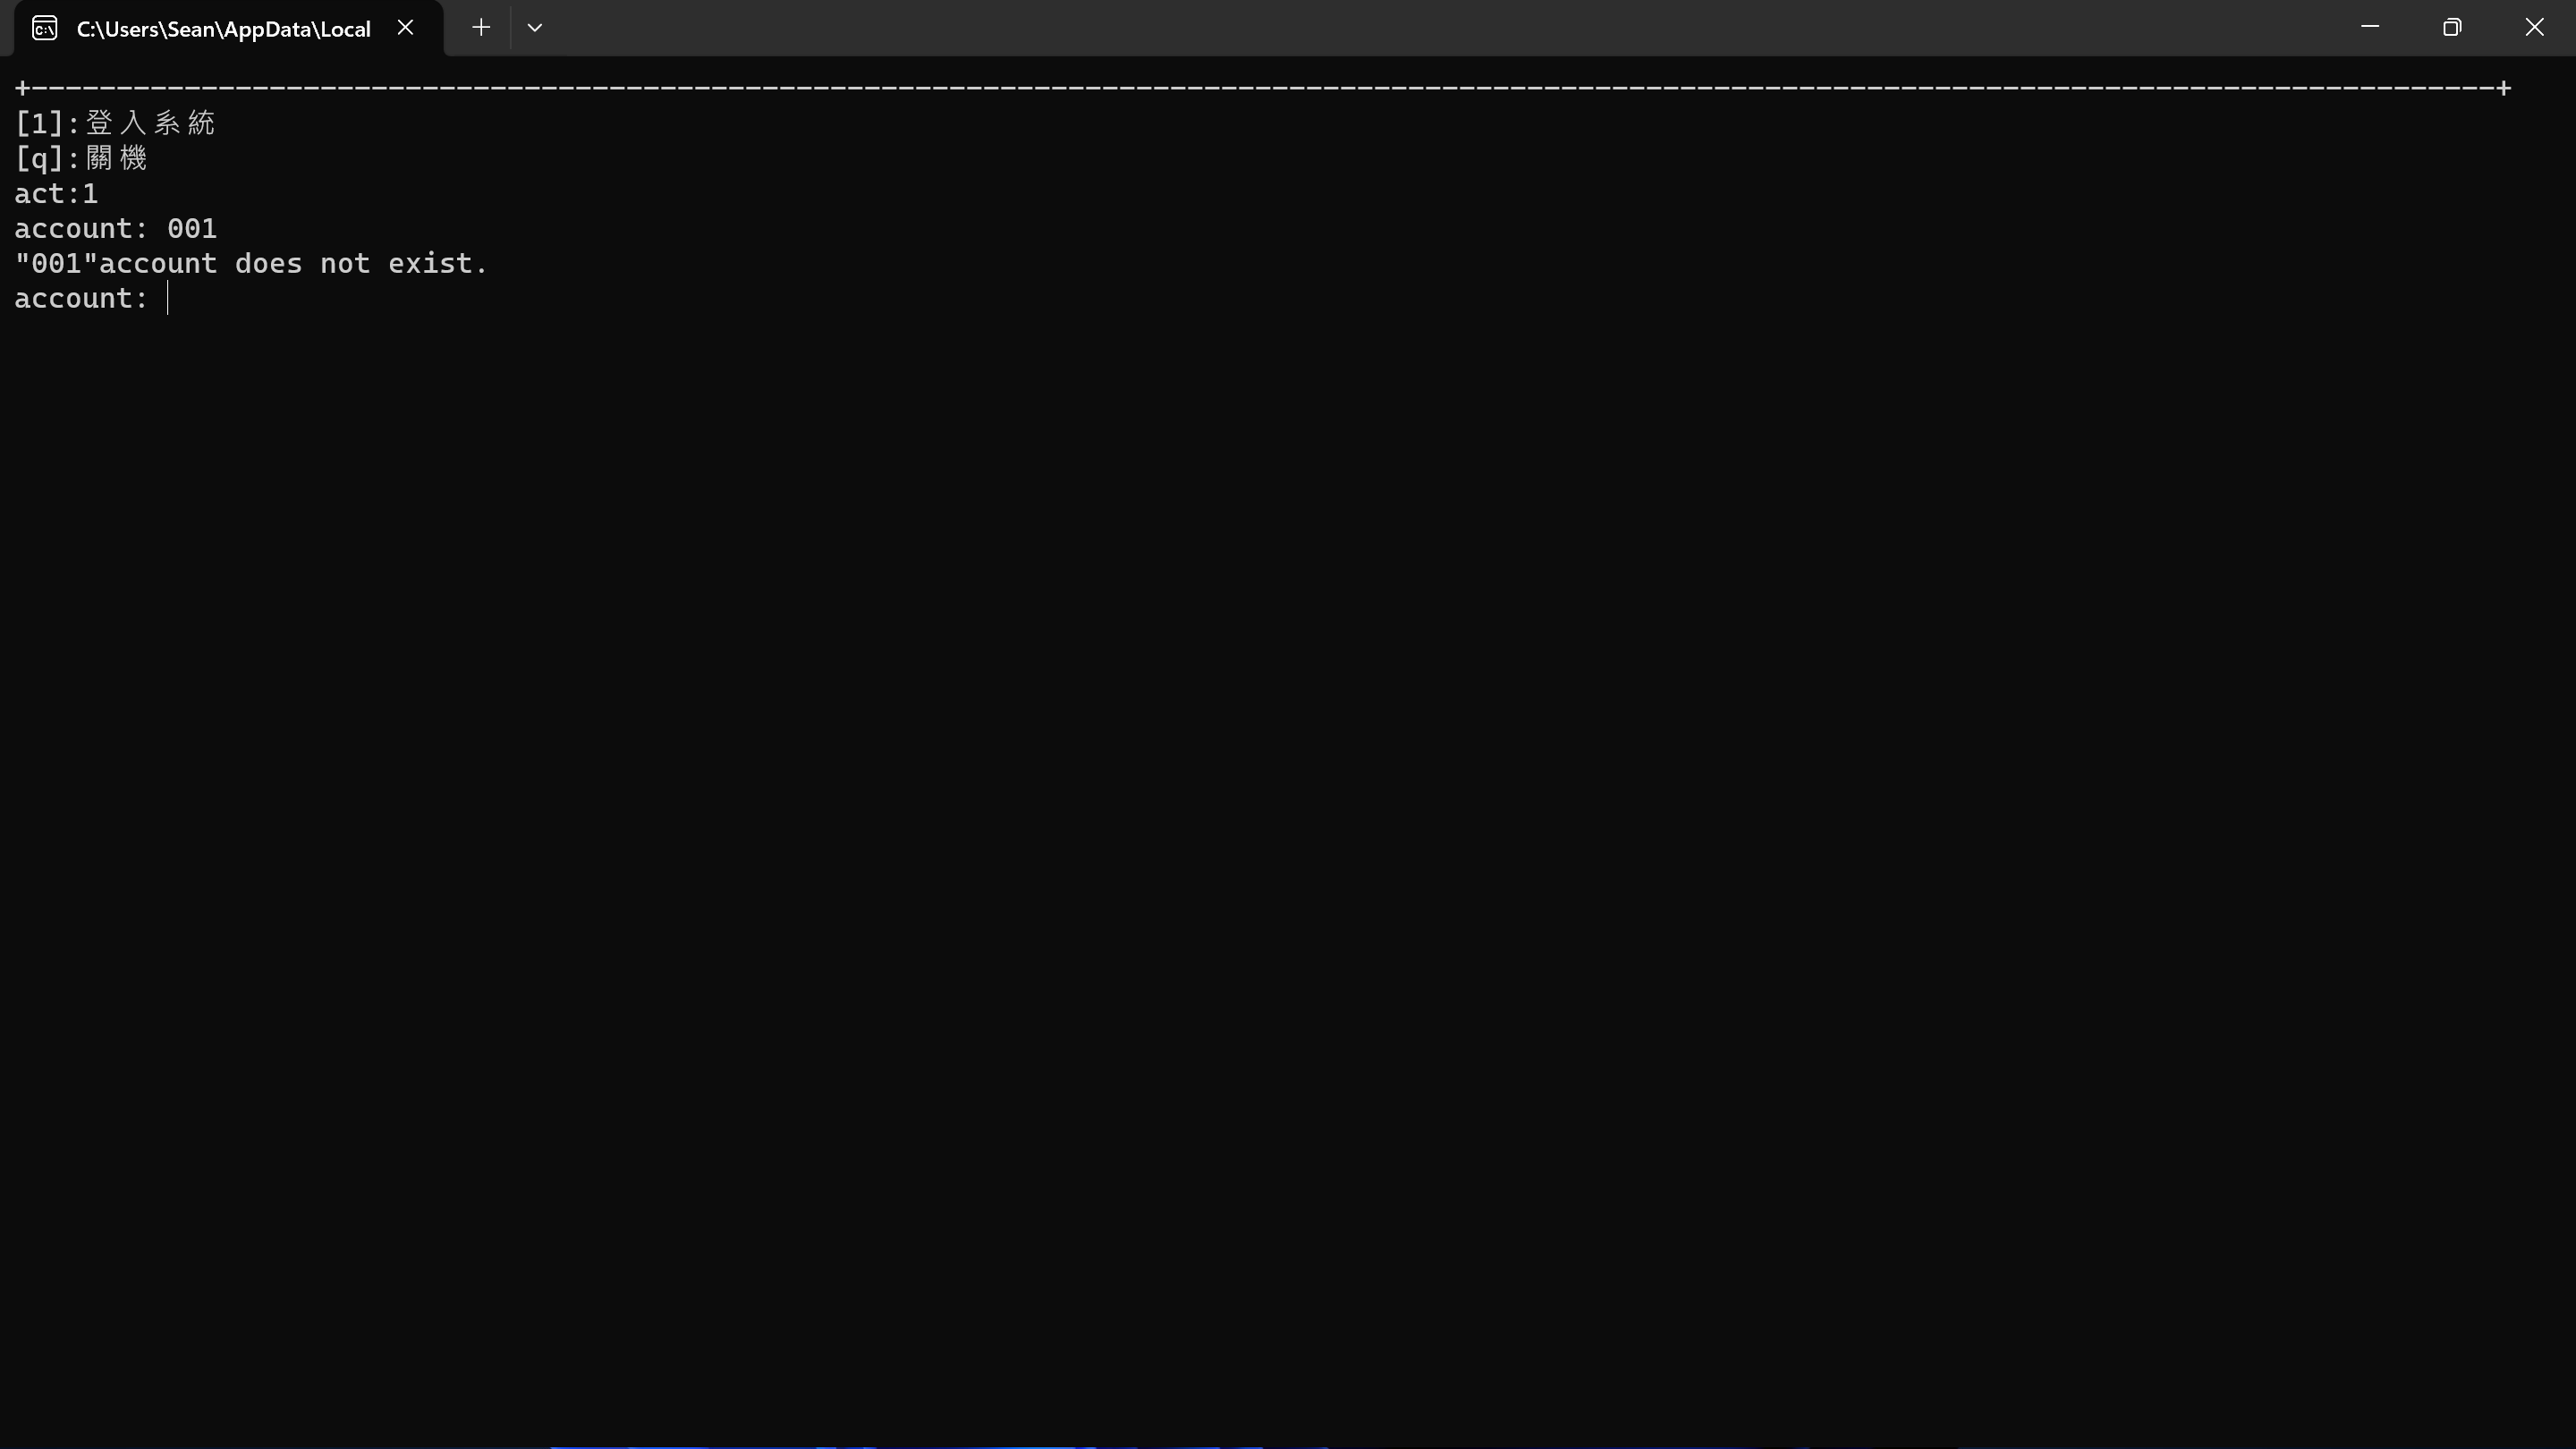 C:\Users\Sean\AppData\Local
+---------------------------------------------------------------------------------------------------------------------------------------------------+
[1]:登入系統
[q]:關機
act:1
account: 001
"001"account does not exist.
account: